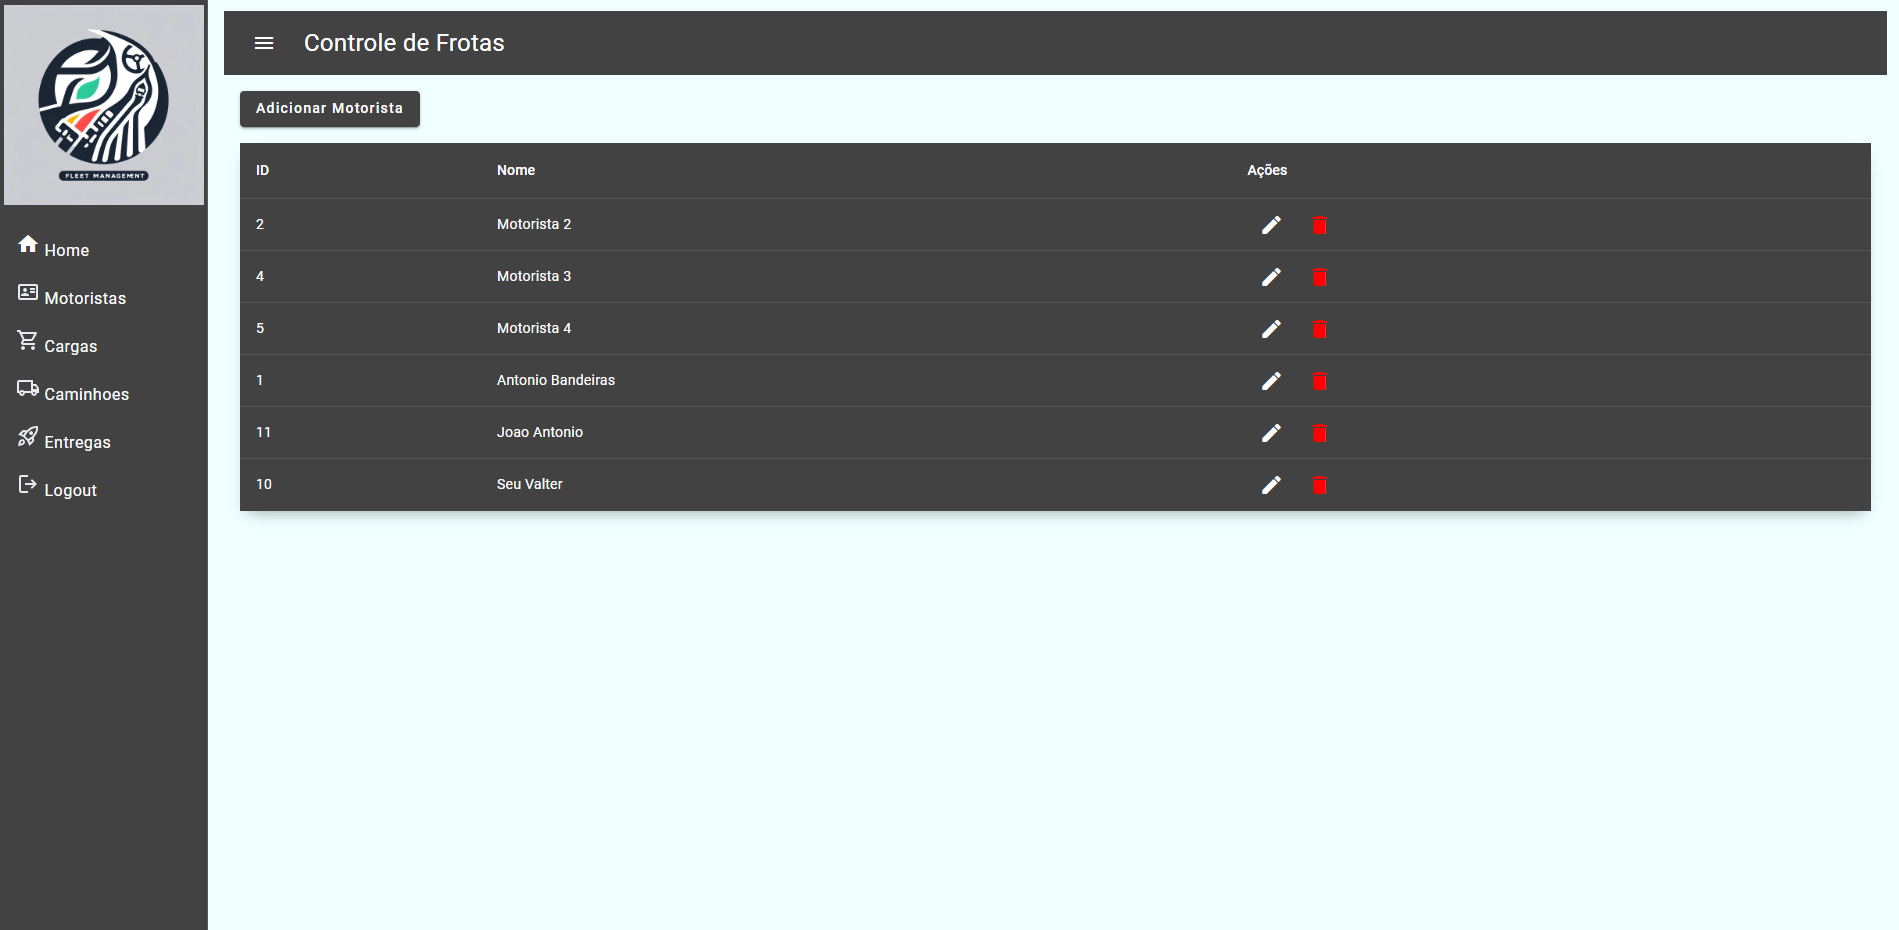 FLEET MANAGEMENT
Home
Motoristas
Cargas
Caminhoes
Entregas
Logout
Controle de Frotas
Adicionar Motorista
ID Nome Ações
2 Motorista 2
4 Motorista 3
5 Motorista 4
1 Antonio Bandeiras
11 Joao Antonio
10 Seu Valter